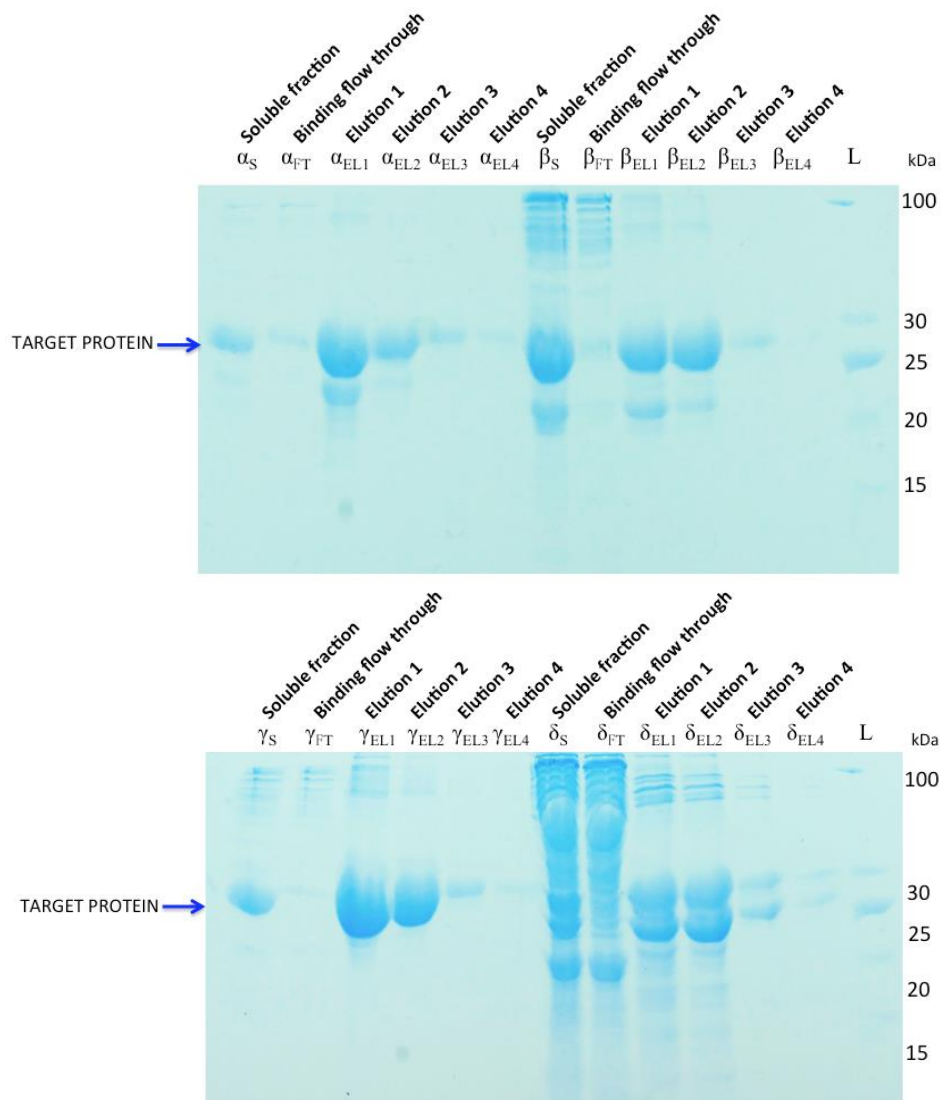 Soluble fraction
Binding flow through
Elution 1
Elution 2
Elution 3
Elution 4
Soluble fraction
Binding flow through
Elution 1
Elution 2
Elution 3
Elution 4
αS αFT αEL1 αEL2 αEL3 αEL4 βS βFT βEL1 βEL2 βEL3 βEL4 L kDa
100
30
TARGET PROTEIN
25
20
15
Soluble fraction
Binding flow through
Elution 1
Elution 2
Elution 3
Elution 4
Soluble fraction
Binding flow through
Elution 1
Elution 2
Elution 3
Elution 4
γS γFT γEL1 γEL2 γEL3 γEL4 δS δFT δEL1 δEL2 δEL3 δEL4 L kDa
100
30
TARGET PROTEIN
25
20
15